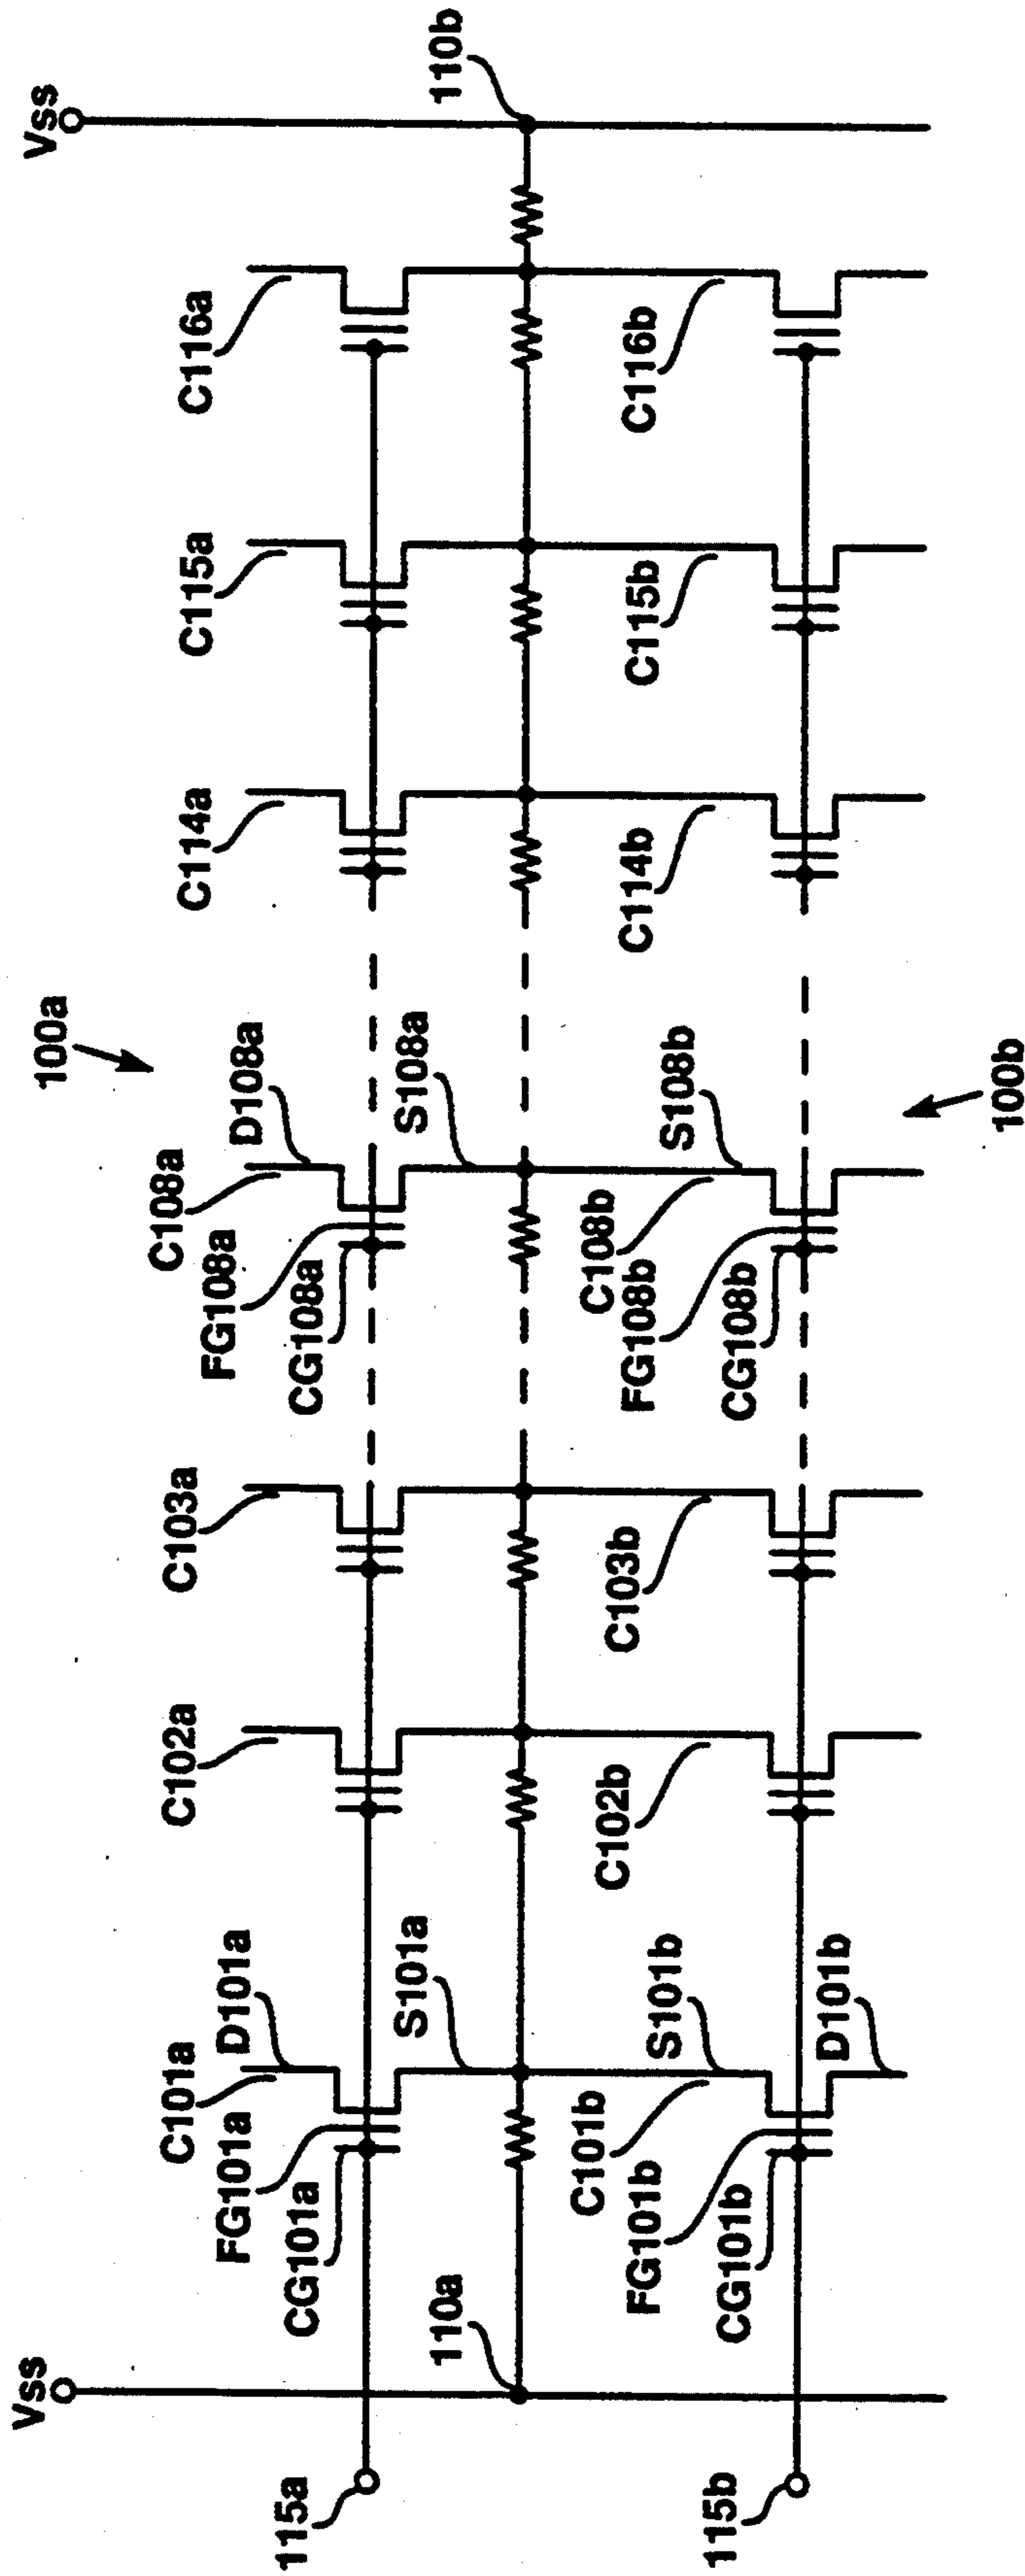 Vss
Vss
100a
C101a
C102a
C103a
C108a
C114a
C115a
C116a
D101a
D108a
FG101a
FG108a
115a
CG101a
CG108a
S101a
S108a
110a
110b
C101b
C102b
C103b
C108b
C114b
C115b
C116b
FG101b
S101b
FG108b
S108b
115b
CG101b
CG108b
D101b
100b